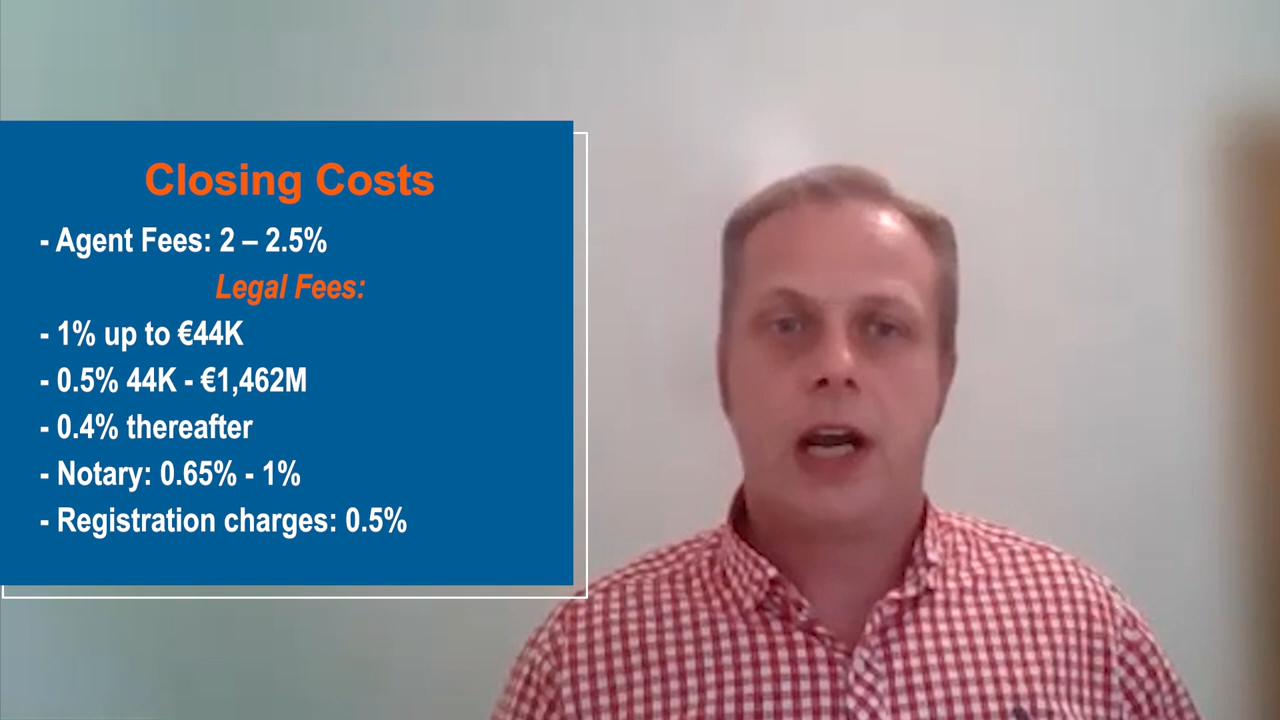 Closing Costs
- Agent Fees: 2 – 2.5%
Legal Fees:
- 1% up to €44K
- 0.5% 44K - €1,462M
- 0.4% thereafter
- Notary: 0.65% - 1%
- Registration charges: 0.5%